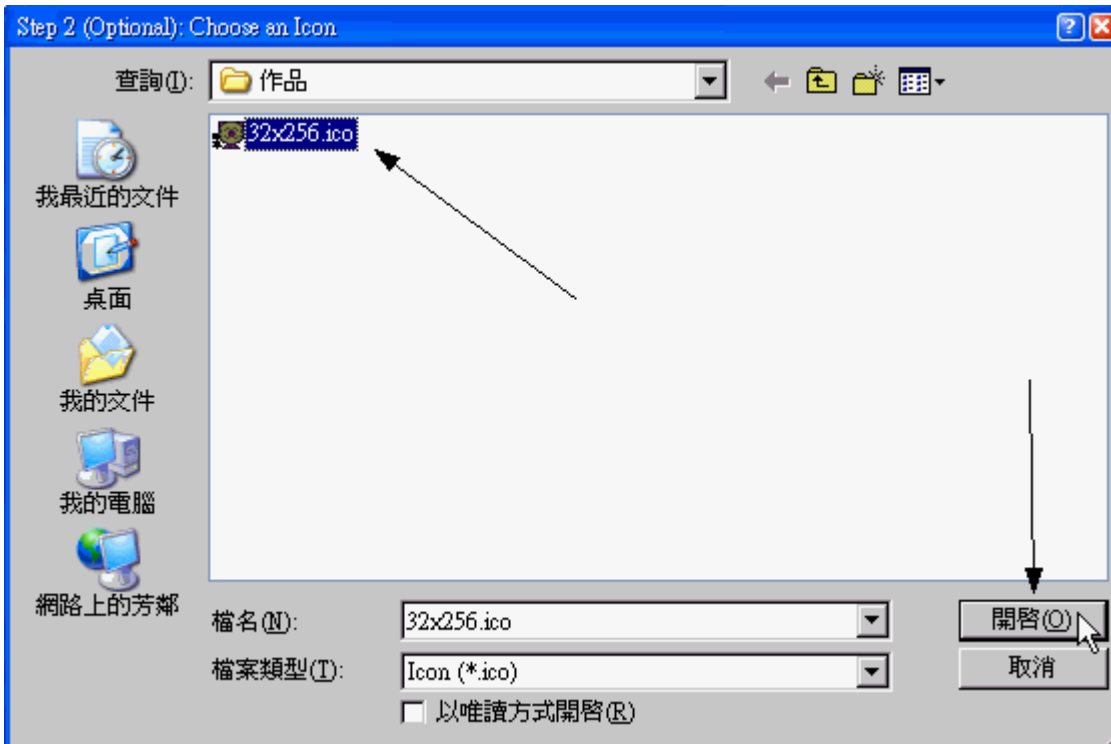 Step 2 (Optional): Choose an Icon
查詢(I): 作品
32x256.ico
我最近的文件
桌面
我的文件
我的電腦
網路上的芳鄰
檔名(N): 32x256.ico 開啓(O)
檔案類型(T): Icon (*.ico) 取消
以唯讀方式開啓(R)